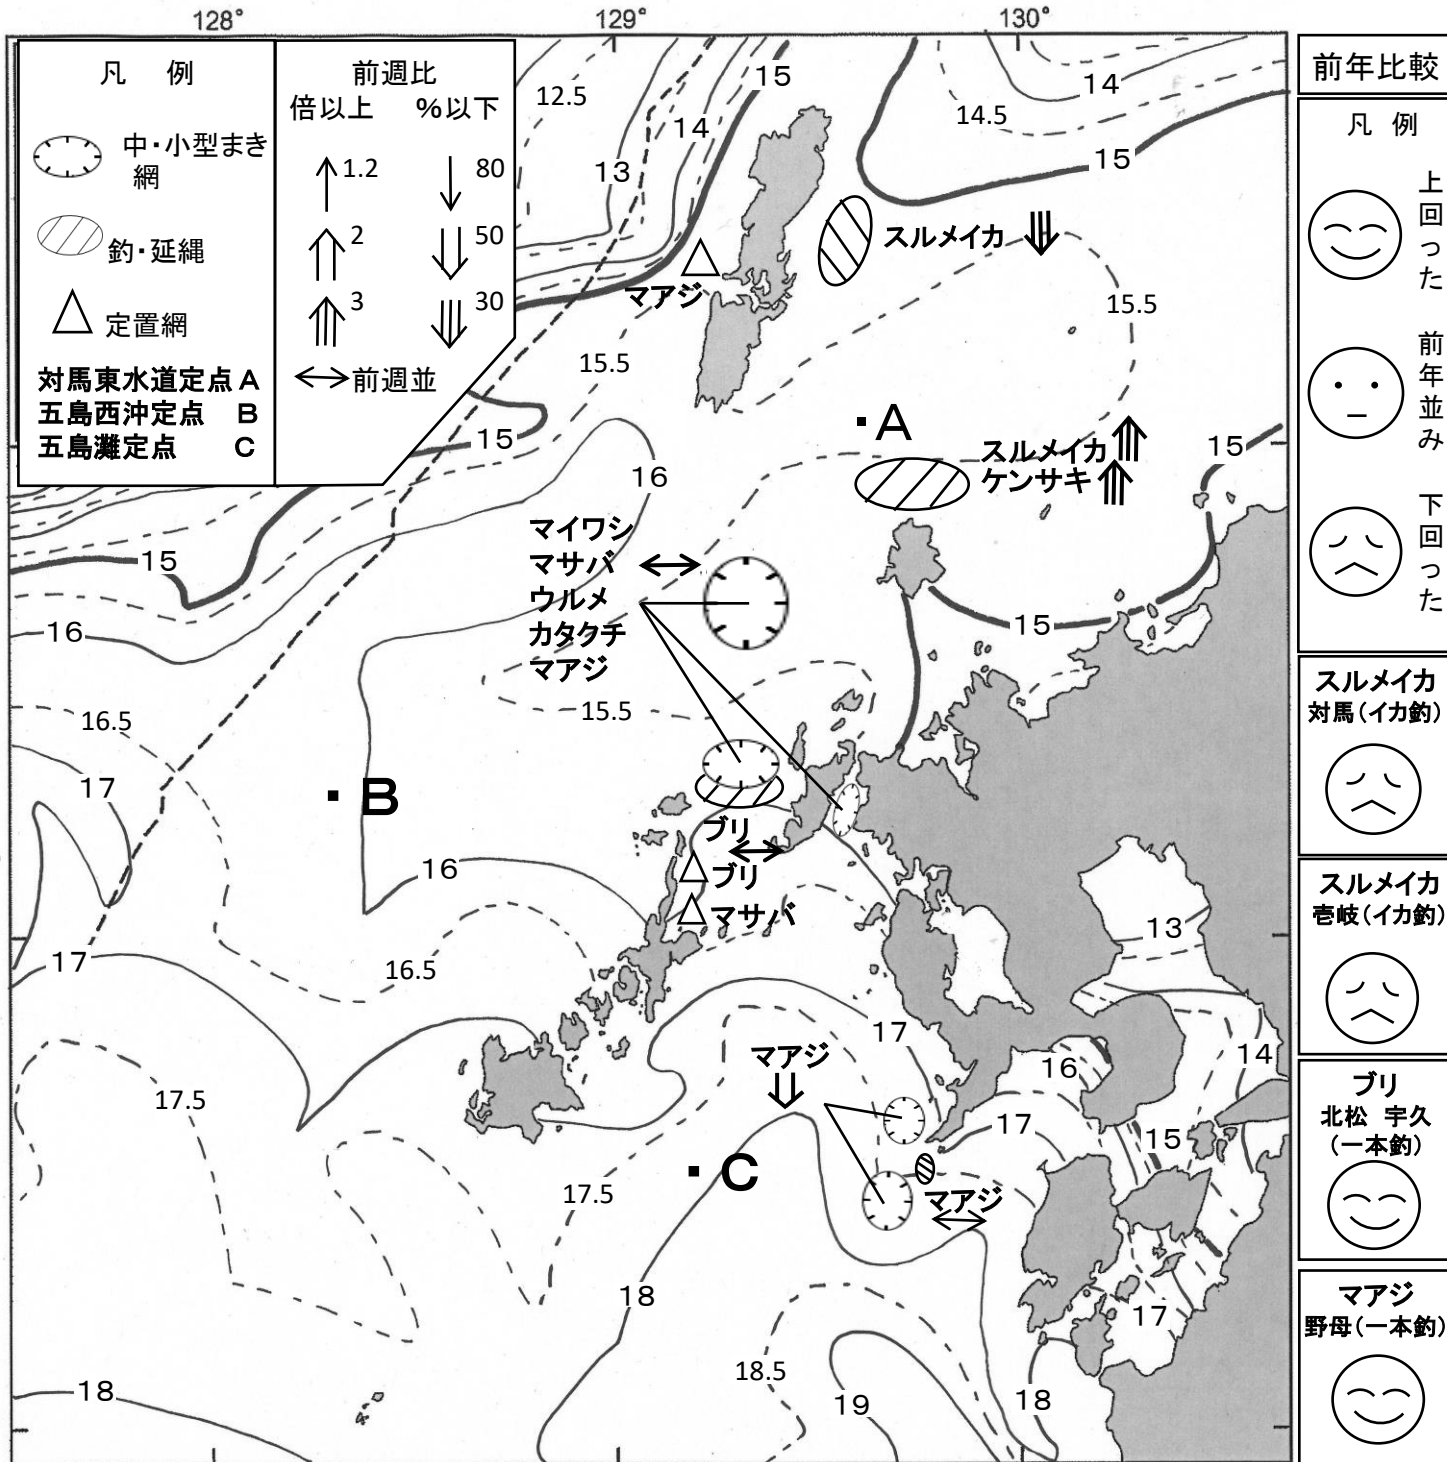 128°
129°
130°
凡 例
中・小型まき
網
釣・延縄
定置網
対馬東水道定点 A
五島西沖定点 B
五島灘定点 C
前週比
倍以上 %以下
1.2 80
2 50
3 30
前週並
前年比較
凡 例
上回った
前年並み
下回った
スルメイカ
対馬(イカ釣)
スルメイカ
壱岐(イカ釣)
ブリ
北松 宇久
(一本釣)
マアジ
野母(一本釣)
12.5
13
14
15
14.5
14
15
スルメイカ
マアジ
15.5
15.5
15
A
スルメイカ
ケンサキ
15
16
15
マイワシ
マサバ
ウルメ
カタクチ
マアジ
16
15
15.5
16.5
17
B
16
ブリ
ブリ
マサバ
13
17
16.5
17
14
マアジ
16
17.5
17
15
17.5
C
マアジ
18
17
18.5
18
19
18